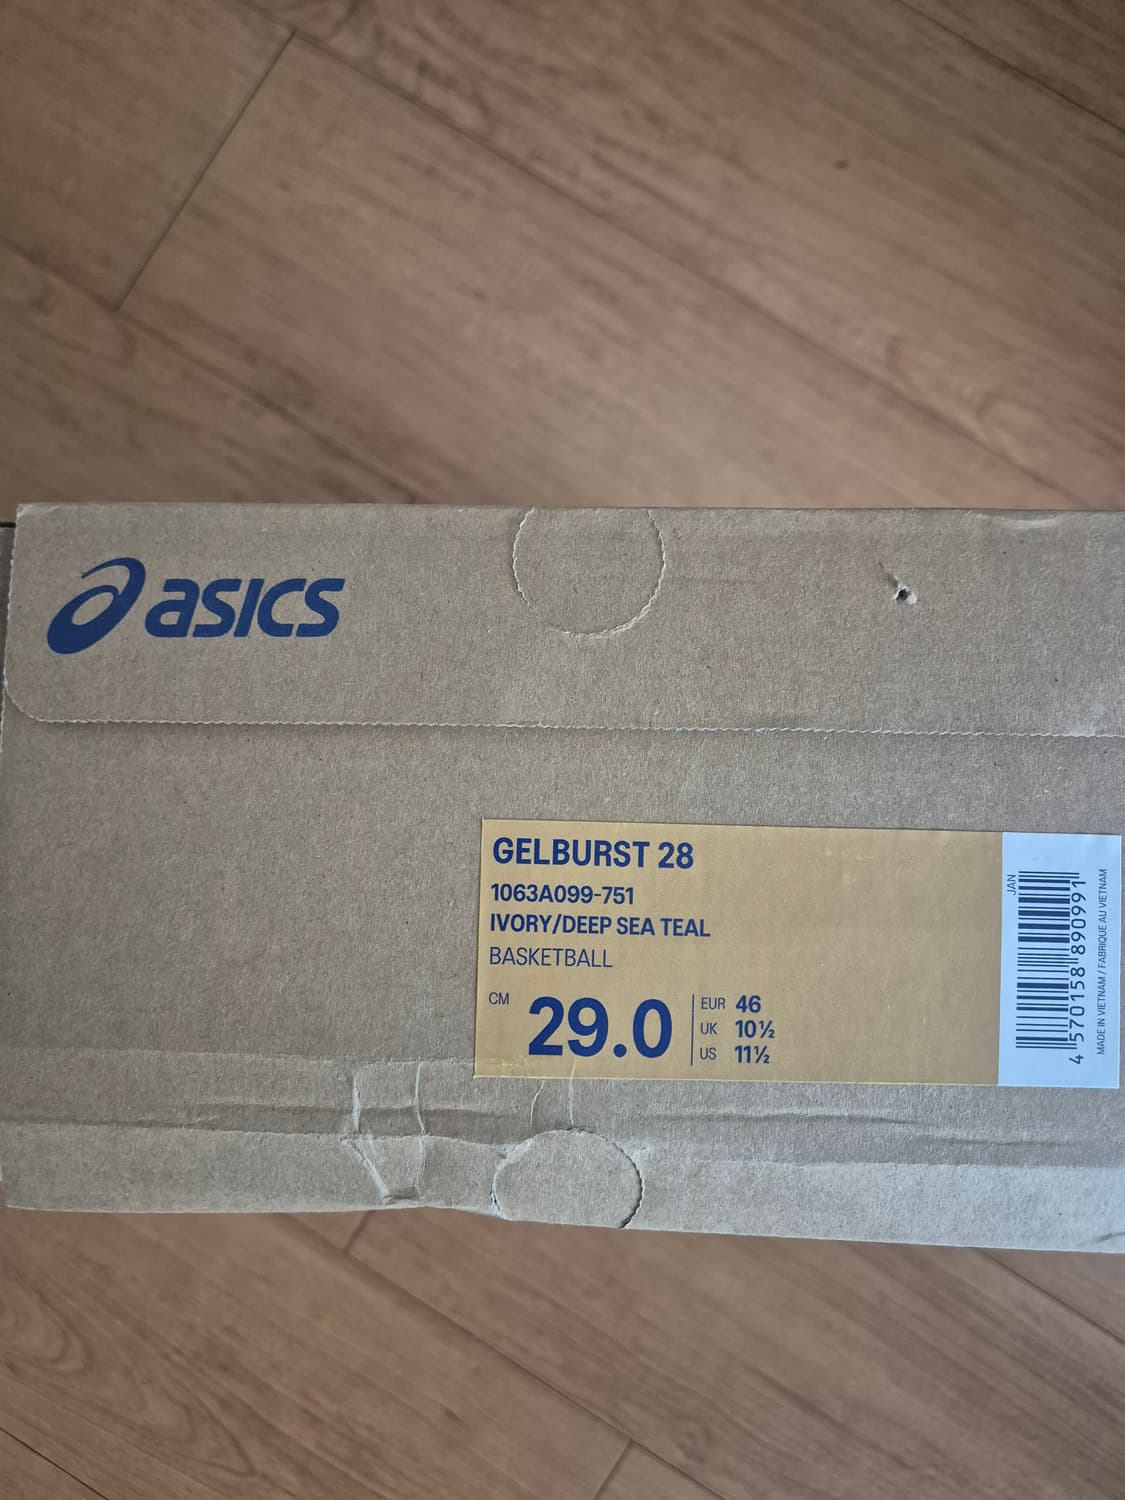 asics
GELBURST 28
1063A099-751
IVORY/DEEP SEA TEAL
BASKETBALL
CM 29.0
EUR 46
UK 10½
US 11½
JAN
4 570158 890991
MADE IN VIETNAM / FABRIQUE AU VIETNAM